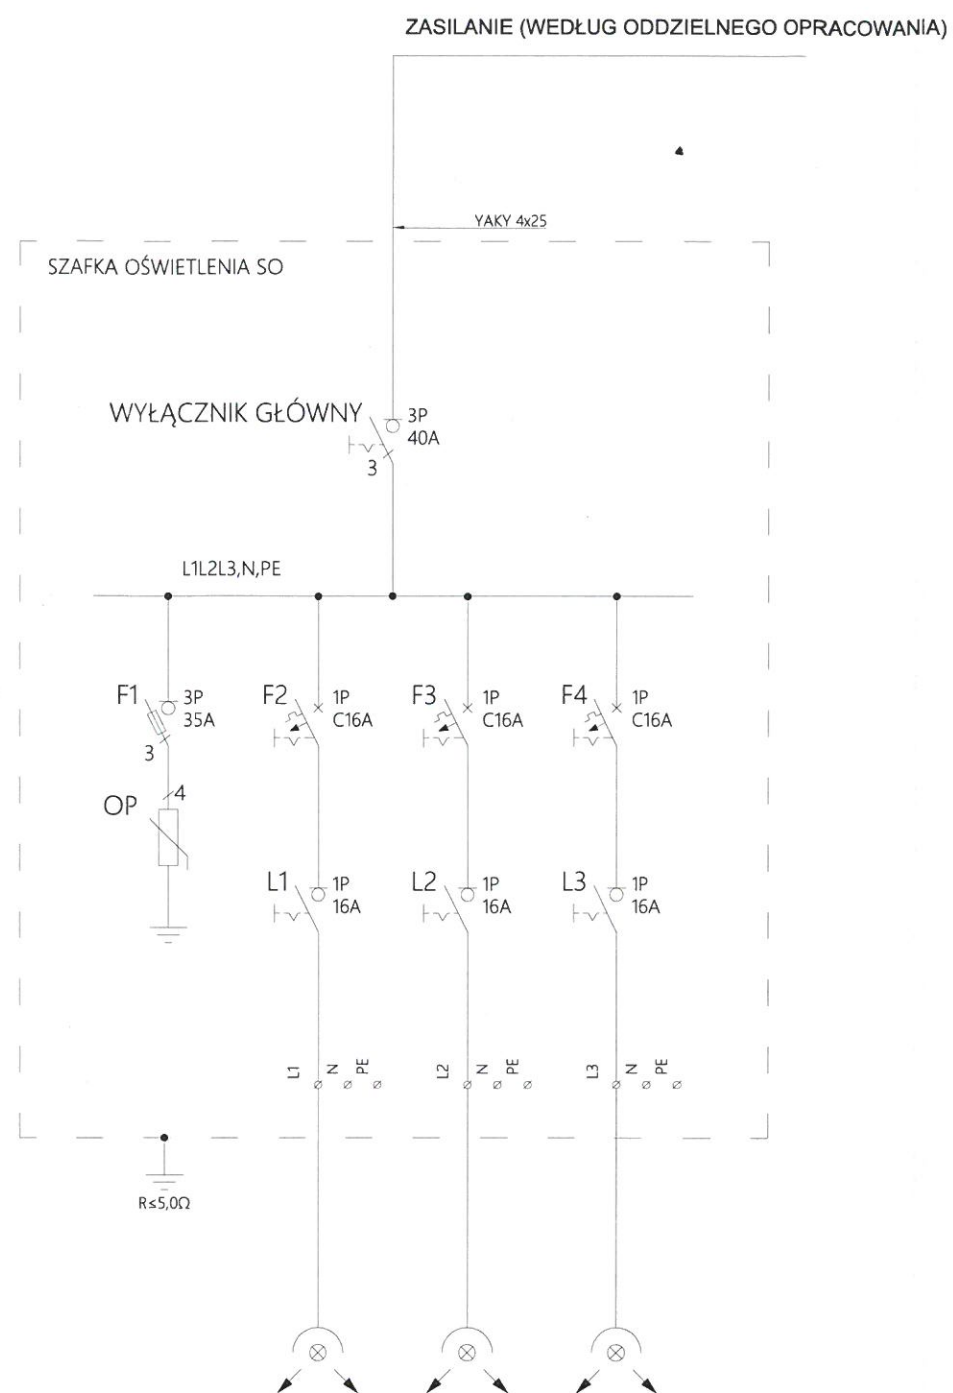 ZASILANIE (WEDŁUG ODDZIELNEGO OPRACOWANIA)
YAKY 4x25
SZAFKA OŚWIETLENIA SO
WYŁĄCZNIK GŁÓWNY
3P
40A
3
L1L2L3,N,PE
F1
3P
35A
3
F2
1P
C16A
F3
1P
C16A
F4
1P
C16A
4
OP
L1
1P
16A
L2
1P
16A
L3
1P
16A
L1 N PE
L2 N PE
L3 N PE
R≤5,0Ω